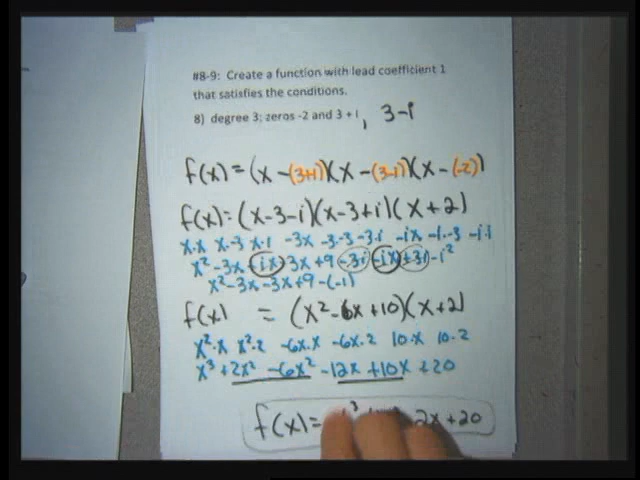 #8-9: Create a function with lead coefficient 1
that satisfies the conditions.
8) degree 3; zeros -2 and 3 + i, 3-i
f(x) = (x -(3+i))(x -(3-i))(x - (-2))
f(x) = (x-3-i)(x-3+i)(x+2)
x·x x·-3 x·i -3x -3·-3 -3·i -ix -i·-3 -i·i
x² -3x +ix -3x +9 -3i -ix +3i -i²
x² -3x -3x +9 -(-1)
f(x) = (x² -6x +10)(x+2)
x²·x x²·2 -6x·x -6x·2 10·x 10·2
x³ +2x² -6x² -12x +10x +20
f(x) = 2x+20